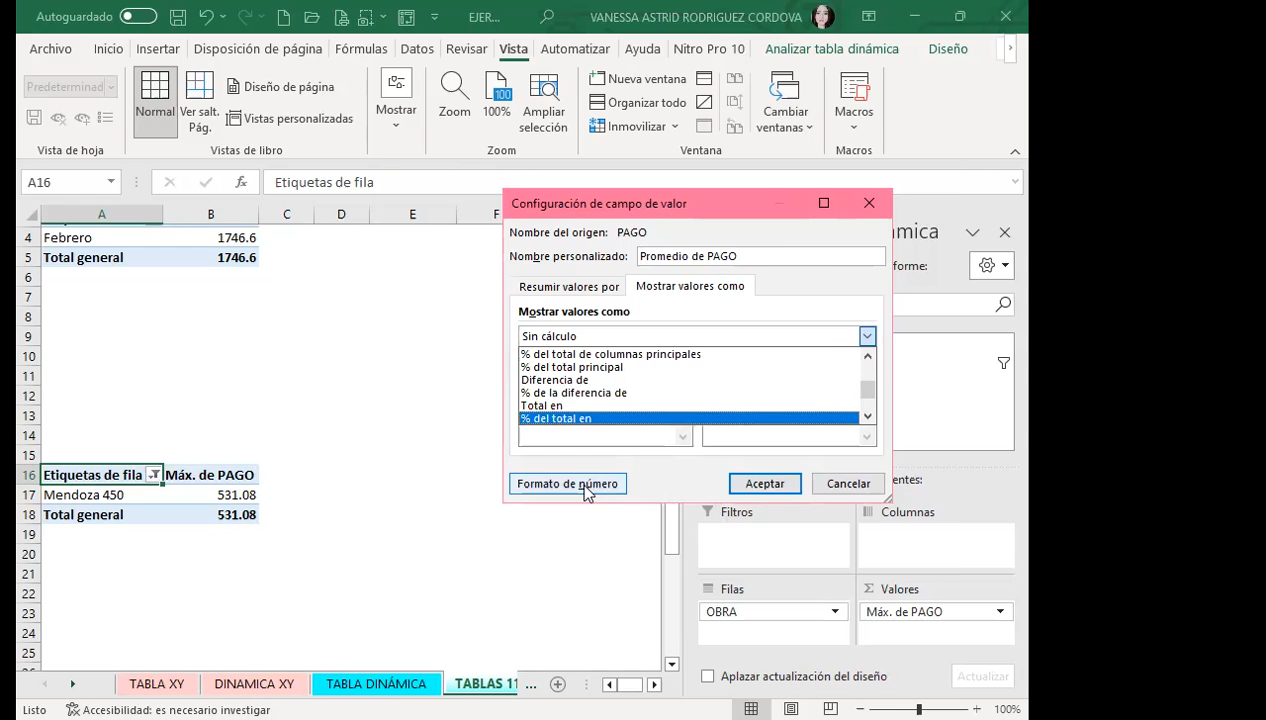 Autoguardado
EJER...
VANESSA ASTRID RODRIGUEZ CORDOVA
Archivo Inicio Insertar Disposición de página Fórmulas Datos Revisar Vista Automatizar Ayuda Nitro Pro 10 Analizar tabla dinámica Diseño
Predeterminad
Normal
Ver salt. Pág.
Diseño de página
Vistas personalizadas
Mostrar
Zoom
100
100%
Ampliar selección
Nueva ventana
Organizar todo
Inmovilizar
Cambiar ventanas
Macros
Vista de hoja
Vistas de libro
Zoom
Ventana
Macros
A16
fx
Etiquetas de fila
A B C D E F
4 Febrero 1746.6
5 Total general 1746.6
6
7
8
9
10
11
12
13
14
15
16 Etiquetas de fila Máx. de PAGO
17 Mendoza 450 531.08
18 Total general 531.08
19
20
21
22
23
24
25
Configuración de campo de valor
Nombre del origen: PAGO
Nombre personalizado: Promedio de PAGO
Resumir valores por
Mostrar valores como
Mostrar valores como
Sin cálculo
% del total de columnas principales
% del total principal
Diferencia de
% de la diferencia de
Total en
% del total en
Formato de número
Aceptar
Cancelar
Filtros
Columnas
Filas
Σ Valores
OBRA
Máx. de PAGO
Aplazar actualización del diseño
Actualizar
TABLA XY
DINAMICA XY
TABLA DINÁMICA
TABLAS 11
...
Listo
Accesibilidad: es necesario investigar
100%